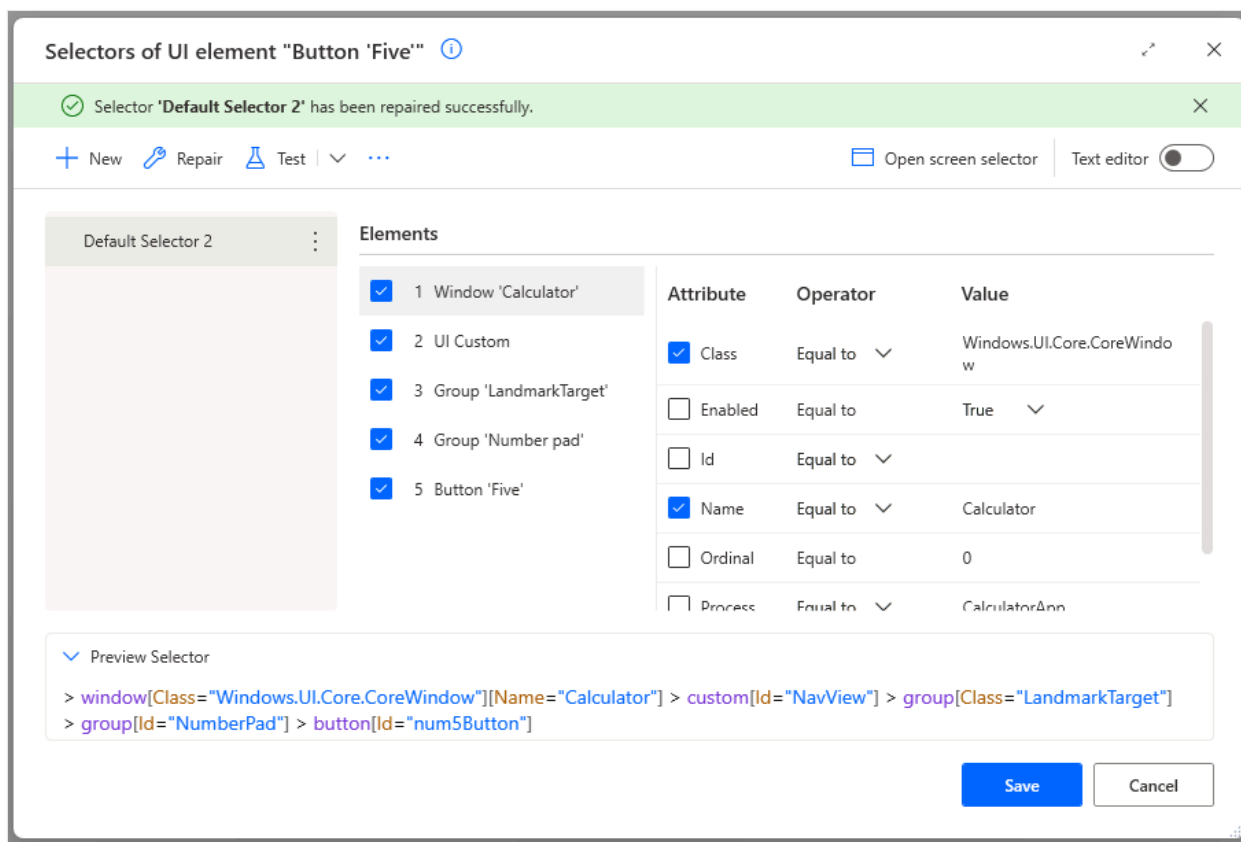 Selectors of UI element "Button 'Five'"
Selector 'Default Selector 2' has been repaired successfully.
New Repair Test Open screen selector Text editor
Default Selector 2
Elements
1 Window 'Calculator'
2 UI Custom
3 Group 'LandmarkTarget'
4 Group 'Number pad'
5 Button 'Five'
Attribute Operator Value
Class Equal to Windows.UI.Core.CoreWindo
w
Enabled Equal to True
Id Equal to
Name Equal to Calculator
Ordinal Equal to 0
Process Equal to CalculatorApp
Preview Selector
> window[Class="Windows.UI.Core.CoreWindow"][Name="Calculator"] > custom[Id="NavView"] > group[Class="LandmarkTarget"]
> group[Id="NumberPad"] > button[Id="num5Button"]
Save Cancel